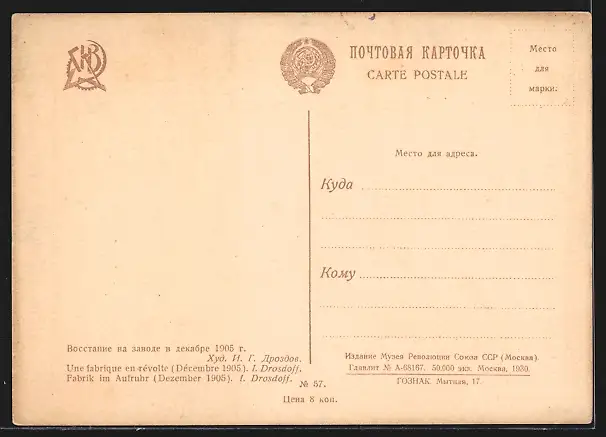 ПОЧТОВАЯ КАРТОЧКА
CARTE POSTALE
Место
для
марки.
Место для адреса.
Куда
Кому
Восстание на заводе в декабре 1905 г.
Худ. И. Г. Дроздов.
Une fabrique en révolte (Décembre 1905). I. Drosdoff.
Fabrik im Aufruhr (Dezember 1905). I. Drosdoff.
№ 57.
Цена 8 коп.
Издание Музея Революции Союза ССР (Москва).
Главлит № А-68167. 50.000 экз. Москва, 1930.
ГОЗНАК. Мытная, 17.